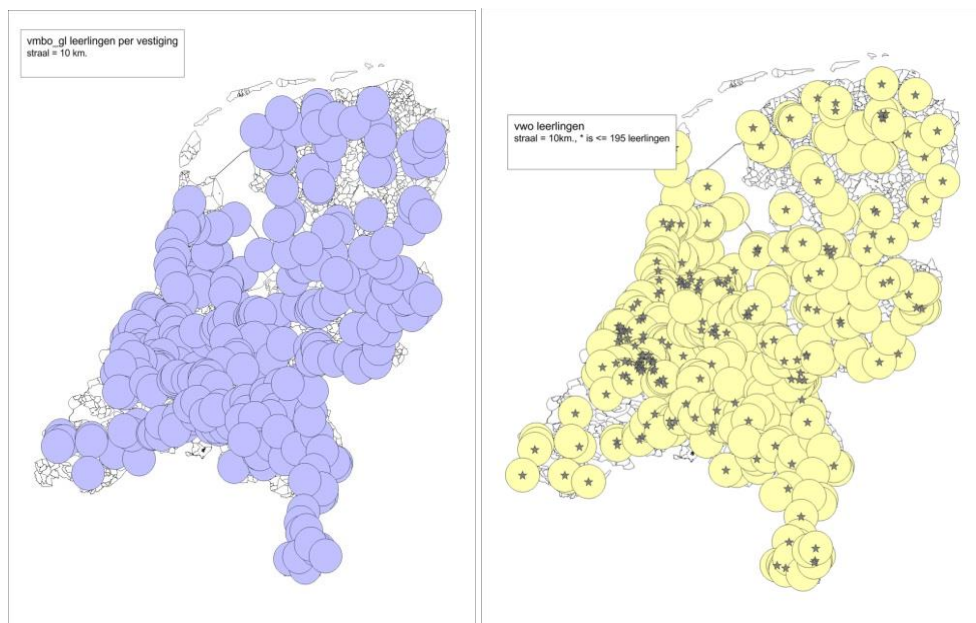 vmbo_gl leerlingen per vestiging
straal = 10 km.
vwo leerlingen
straal = 10km., * is <= 195 leerlingen